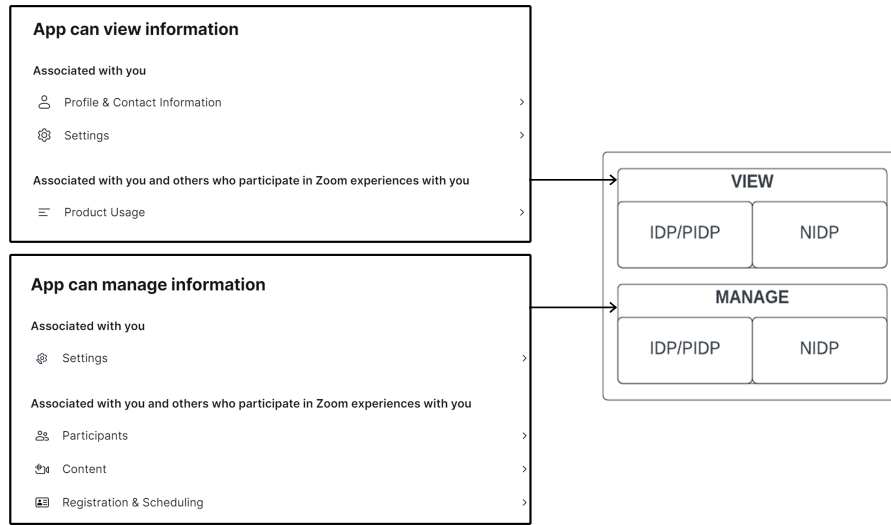 App can view information
Associated with you
Profile & Contact Information
Settings
Associated with you and others who participate in Zoom experiences with you
Product Usage
App can manage information
Associated with you
Settings
Associated with you and others who participate in Zoom experiences with you
Participants
Content
Registration & Scheduling
VIEW
IDP/PIDP NIDP
MANAGE
IDP/PIDP NIDP